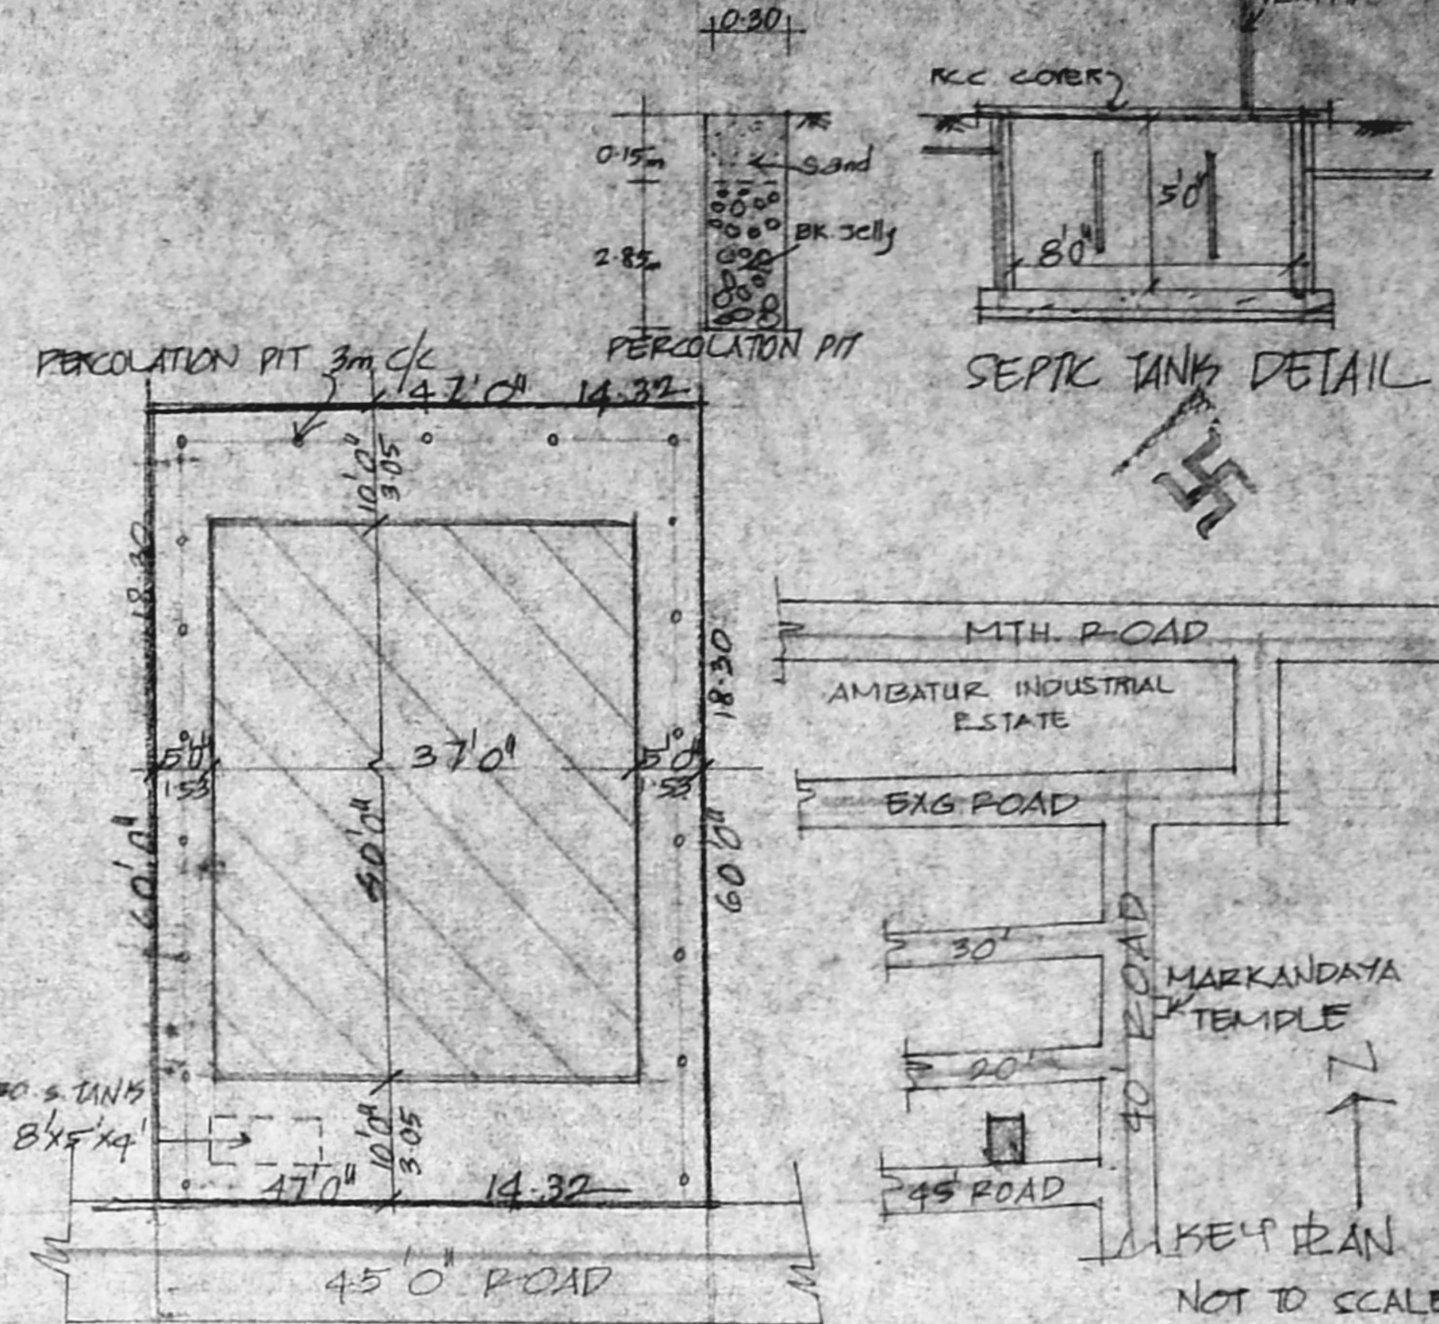 0.30
RCC COVER
0.15m
Sand
5'0"
BK. Jelly
8'0"
2.85m
PERCOLATION PIT
SEPTIC TANK DETAIL
PERCOLATION PIT 3m c/c
47'0" 14.32
10'0"
3.05
18.30
MTH. ROAD
AMBATUR INDUSTRIAL
ESTATE
18.30
5'0"
1.53
37'0"
5'0"
1.53
EXG ROAD
60'0"
60'0"
30'
40' ROAD
MARKANDAYA
TEMPLE
20'
S. TANK
8'x5'x4'
10'0"
3.05
N
47'0" 14.32
45' ROAD
KEY PLAN
NOT TO SCALE
45'0" ROAD